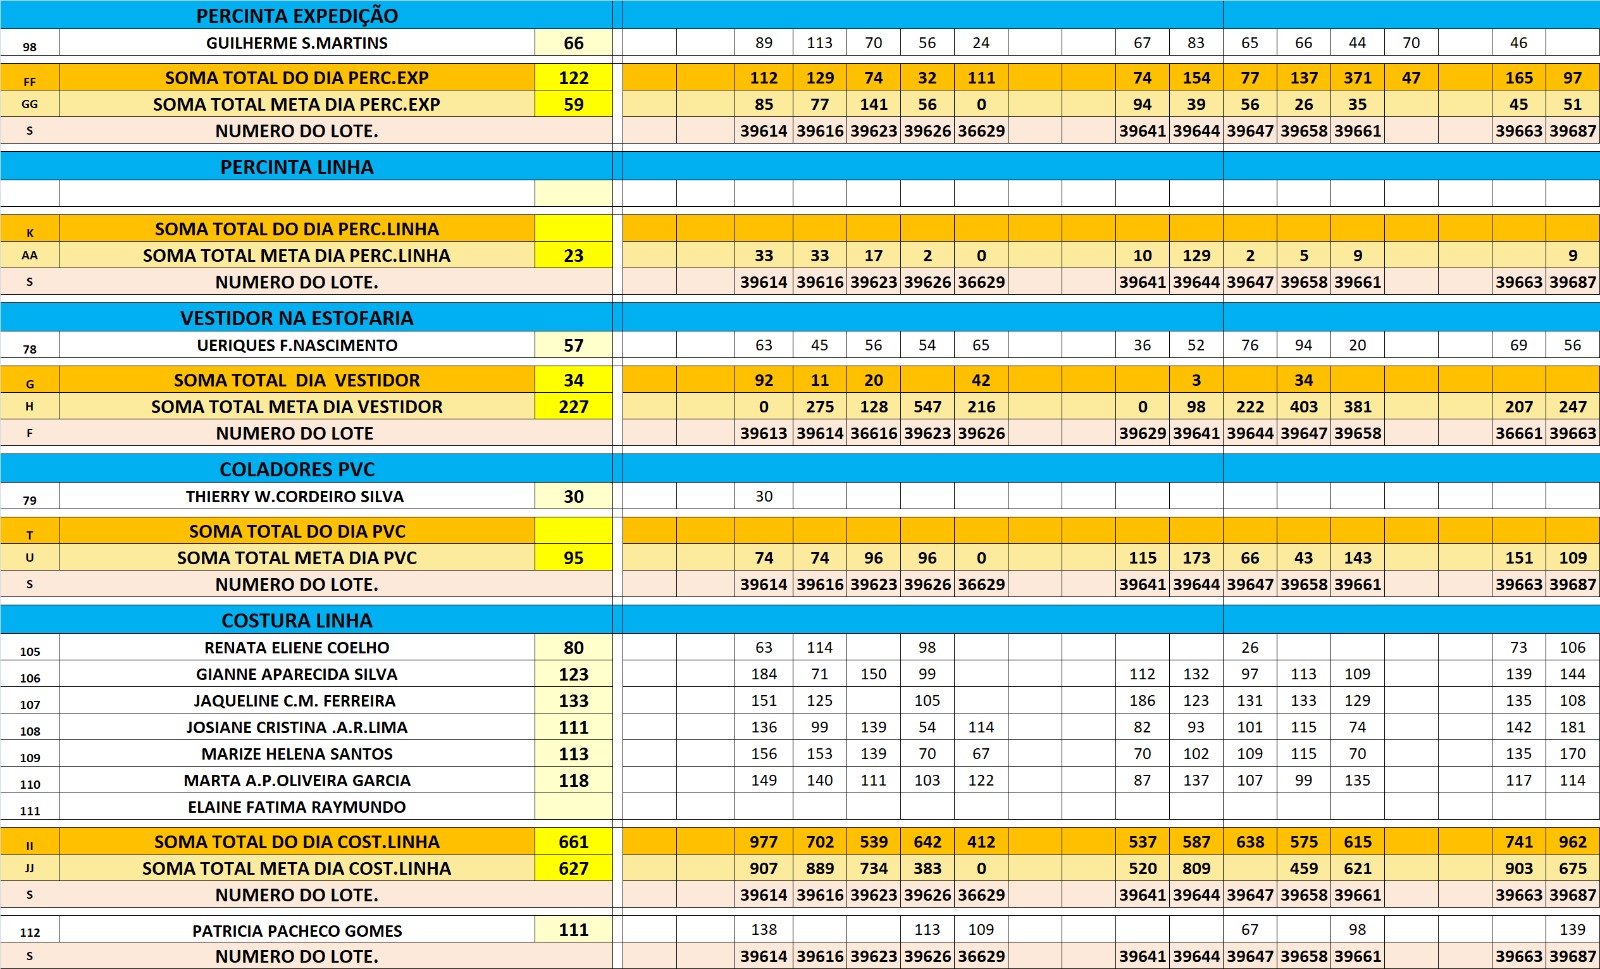 PERCINTA EXPEDIÇÃO
98 GUILHERME S.MARTINS 66 89 113 70 56 24 67 83 65 66 44 70 46
FF SOMA TOTAL DO DIA PERC.EXP 122 112 129 74 32 111 74 154 77 137 371 47 165 97
GG SOMA TOTAL META DIA PERC.EXP 59 85 77 141 56 0 94 39 56 26 35 45 51
S NUMERO DO LOTE. 39614 39616 39623 39626 36629 39641 39644 39647 39658 39661 39663 39687
PERCINTA LINHA
K SOMA TOTAL DO DIA PERC.LINHA
AA SOMA TOTAL META DIA PERC.LINHA 23 33 33 17 2 0 10 129 2 5 9 9
S NUMERO DO LOTE. 39614 39616 39623 39626 36629 39641 39644 39647 39658 39661 39663 39687
VESTIDOR NA ESTOFARIA
78 UERIQUES F.NASCIMENTO 57 63 45 56 54 65 36 52 76 94 20 69 56
G SOMA TOTAL DIA VESTIDOR 34 92 11 20 42 3 34
H SOMA TOTAL META DIA VESTIDOR 227 0 275 128 547 216 0 98 222 403 381 207 247
F NUMERO DO LOTE 39613 39614 36616 39623 39626 39629 39641 39644 39647 39658 36661 39663
COLADORES PVC
79 THIERRY W.CORDEIRO SILVA 30 30
T SOMA TOTAL DO DIA PVC
U SOMA TOTAL META DIA PVC 95 74 74 96 96 0 115 173 66 43 143 151 109
S NUMERO DO LOTE. 39614 39616 39623 39626 36629 39641 39644 39647 39658 39661 39663 39687
COSTURA LINHA
105 RENATA ELIENE COELHO 80 63 114 98 26 73 106
106 GIANNE APARECIDA SILVA 123 184 71 150 99 112 132 97 113 109 139 144
107 JAQUELINE C.M. FERREIRA 133 151 125 105 186 123 131 133 129 135 108
108 JOSIANE CRISTINA .A.R.LIMA 111 136 99 139 54 114 82 93 101 115 74 142 181
109 MARIZE HELENA SANTOS 113 156 153 139 70 67 70 102 109 115 70 135 170
110 MARTA A.P.OLIVEIRA GARCIA 118 149 140 111 103 122 87 137 107 99 135 117 114
111 ELAINE FATIMA RAYMUNDO
II SOMA TOTAL DO DIA COST.LINHA 661 977 702 539 642 412 537 587 638 575 615 741 962
JJ SOMA TOTAL META DIA COST.LINHA 627 907 889 734 383 0 520 809 459 621 903 675
S NUMERO DO LOTE. 39614 39616 39623 39626 36629 39641 39644 39647 39658 39661 39663 39687
112 PATRICIA PACHECO GOMES 111 138 113 109 67 98 139
S NUMERO DO LOTE. 39614 39616 39623 39626 36629 39641 39644 39647 39658 39661 39663 39687